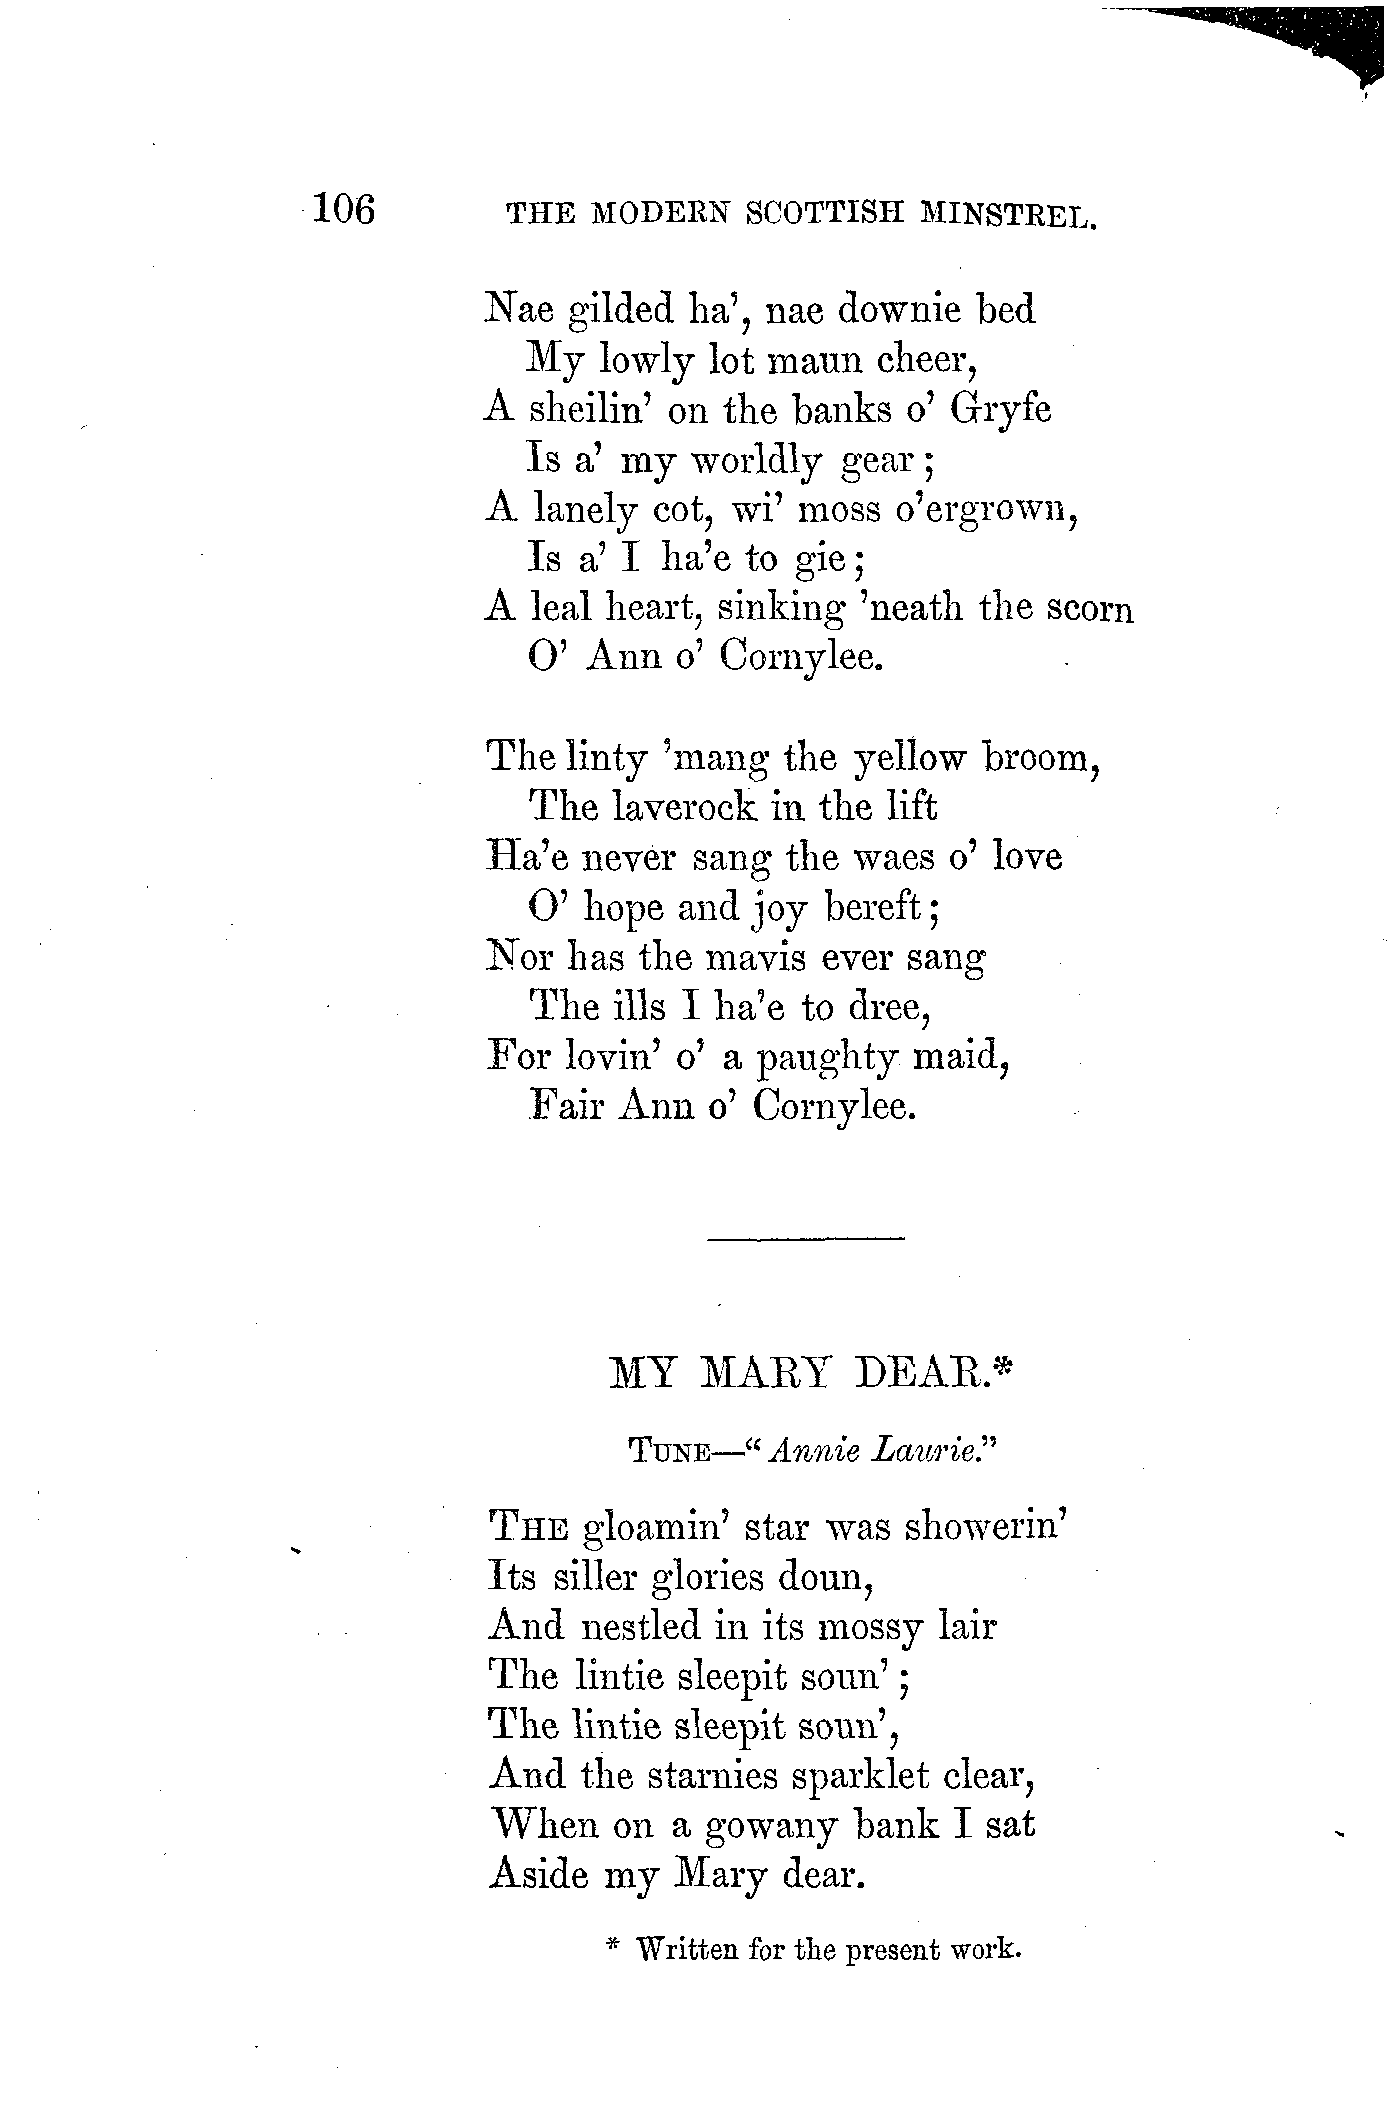 106 THE MODERN SCOTTISH MINSTREL.
Nae gilded ha', nae downie bed
My lowly lot maun cheer,
A sheilin' on the banks o' Gryfe
Is a' my worldly gear;
A lanely cot, wi' moss o'ergrown,
Is a' I ha'e to gie;
A leal heart, sinking 'neath the scorn
O' Ann o' Cornylee.
The linty 'mang the yellow broom,
The laverock in the lift
Ha'e never sang the waes o' love
O' hope and joy bereft;
Nor has the mavis ever sang
The ills I ha'e to dree,
For lovin' o' a paughty maid,
Fair Ann o' Cornylee.
MY MARY DEAR.*
TUNE—"Annie Laurie."
THE gloamin' star was showerin'
Its siller glories doun,
And nestled in its mossy lair
The lintie sleepit soun';
The lintie sleepit soun',
And the starnies sparklet clear,
When on a gowany bank I sat
Aside my Mary dear.
* Written for the present work.